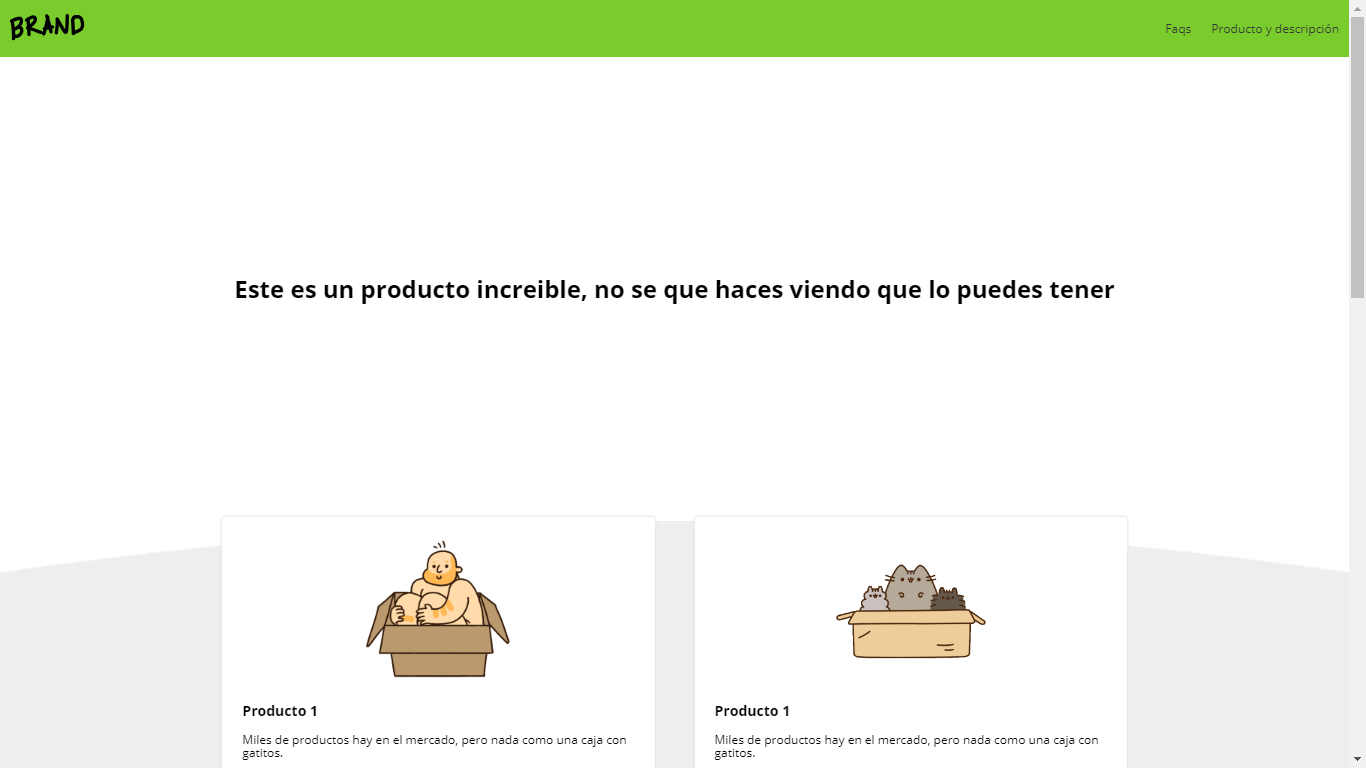 BRAND
Faqs
Producto y descripción
Este es un producto increible, no se que haces viendo que lo puedes tener
Producto 1
Miles de productos hay en el mercado, pero nada como una caja con
gatitos.
Producto 1
Miles de productos hay en el mercado, pero nada como una caja con
gatitos.